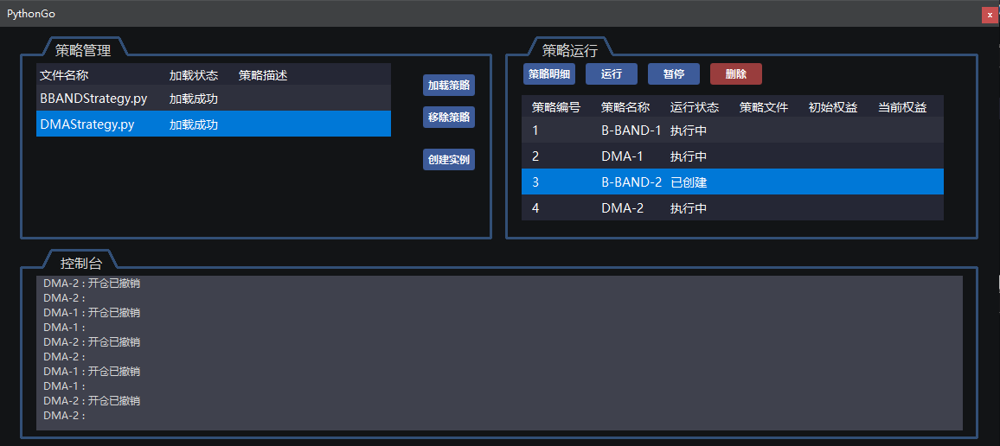 PythonGo
x
策略管理
文件名称 加载状态 策略描述
BBANDStrategy.py 加载成功
DMAStrategy.py 加载成功
加载策略
移除策略
创建实例
策略运行
策略明细 运行 暂停 删除
策略编号 策略名称 运行状态 策略文件 初始权益 当前权益
1 B-BAND-1 执行中
2 DMA-1 执行中
3 B-BAND-2 已创建
4 DMA-2 执行中
控制台
DMA-2 : 开仓已撤销
DMA-2 :
DMA-1 : 开仓已撤销
DMA-1 :
DMA-2 : 开仓已撤销
DMA-2 :
DMA-1 : 开仓已撤销
DMA-1 :
DMA-2 : 开仓已撤销
DMA-2 :